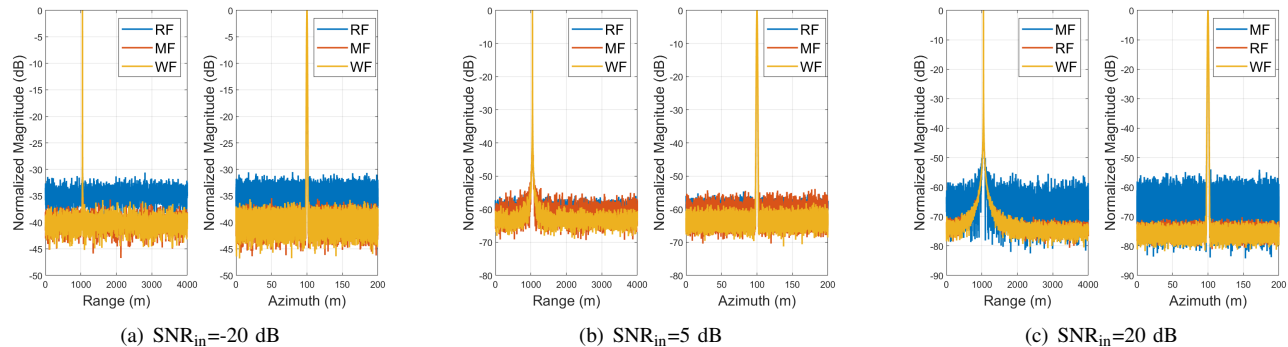 0
-5
-10
-15
-20
-25
-30
-35
-40
-45
-50
Normalized Magnitude (dB)
RF
MF
WF
0 1000 2000 3000 4000
Range (m)
0
-5
-10
-15
-20
-25
-30
-35
-40
-45
-50
Normalized Magnitude (dB)
RF
MF
WF
0 50 100 150 200
Azimuth (m)
(a) SNRin=-20 dB
0
-10
-20
-30
-40
-50
-60
-70
-80
Normalized Magnitude (dB)
RF
MF
WF
0 1000 2000 3000 4000
Range (m)
0
-10
-20
-30
-40
-50
-60
-70
-80
Normalized Magnitude (dB)
RF
MF
WF
0 50 100 150 200
Azimuth (m)
(b) SNRin=5 dB
0
-10
-20
-30
-40
-50
-60
-70
-80
-90
Normalized Magnitude (dB)
MF
RF
WF
0 1000 2000 3000 4000
Range (m)
0
-10
-20
-30
-40
-50
-60
-70
-80
-90
Normalized Magnitude (dB)
MF
RF
WF
0 50 100 150 200
Azimuth (m)
(c) SNRin=20 dB